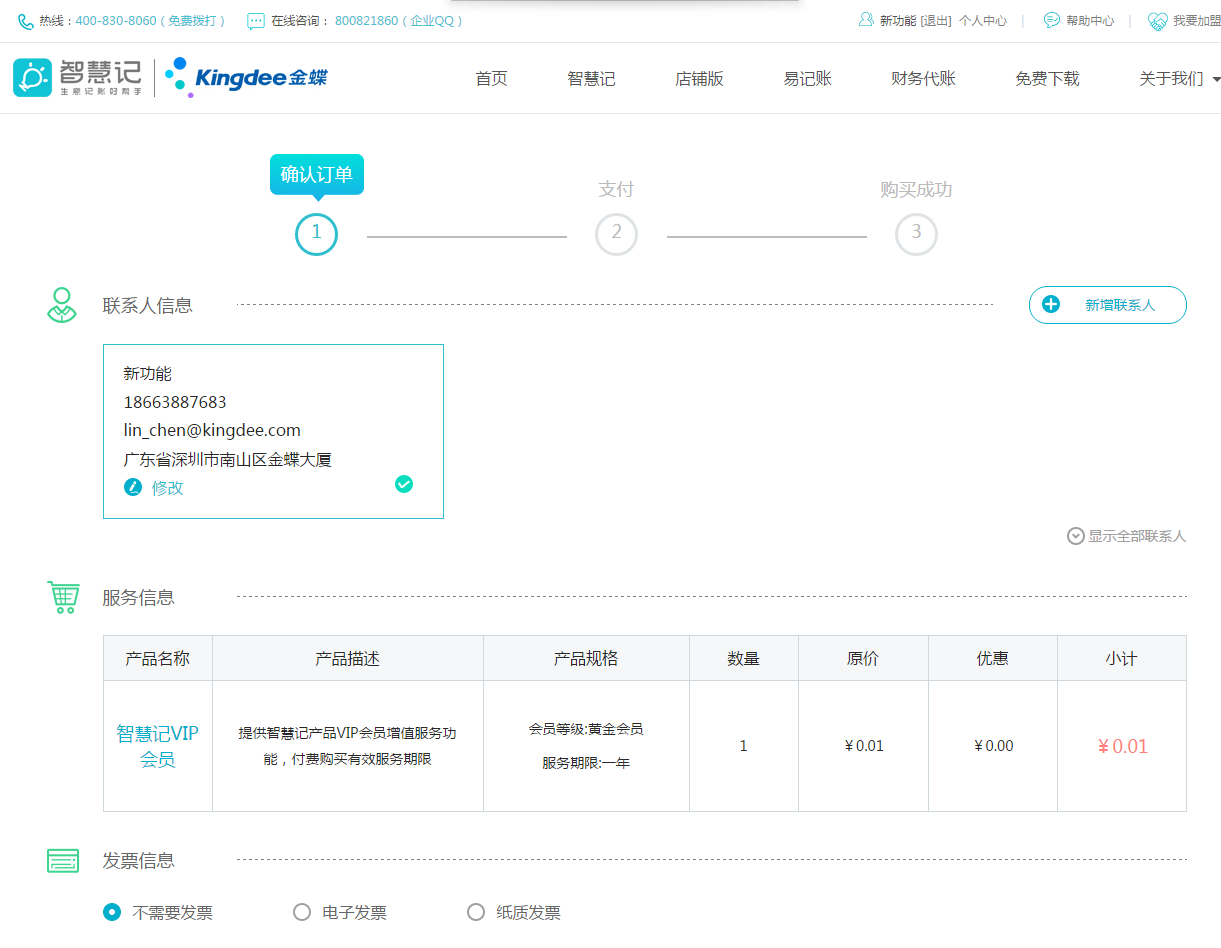 热线：400-830-8060（免费拨打） 在线咨询： 800821860（企业QQ） 新功能 [退出] 个人中心 | 帮助中心 | 我要加盟
智慧记 Kingdee金蝶 首页 智慧记 店铺版 易记账 财务代账 免费下载 关于我们
生意记账好帮手
确认订单 支付 购买成功
1 2 3
联系人信息 新增联系人
新功能
18663887683
lin_chen@kingdee.com
广东省深圳市南山区金蝶大厦
修改
显示全部联系人
服务信息
产品名称 产品描述 产品规格 数量 原价 优惠 小计
智慧记VIP会员 提供智慧记产品VIP会员增值服务功能，付费购买有效服务期限 会员等级:黄金会员 服务期限:一年 1 ¥0.01 ¥0.00 ¥0.01
发票信息
不需要发票 电子发票 纸质发票